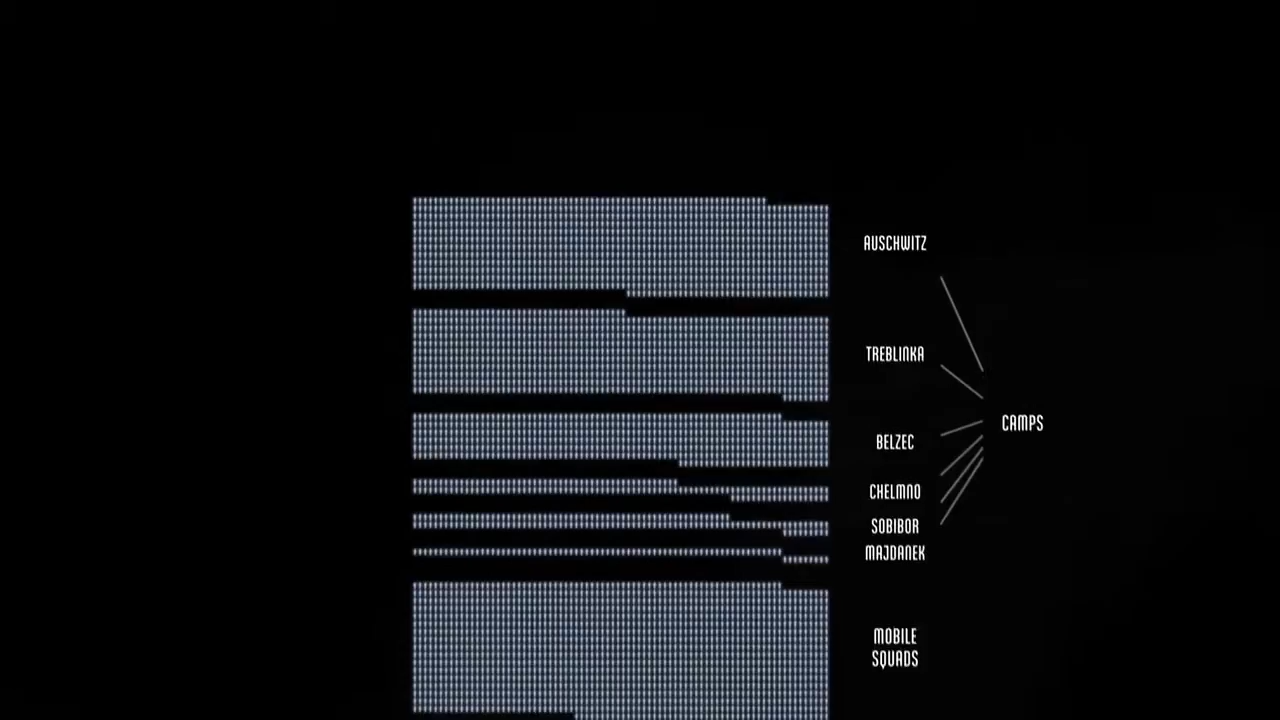 AUSCHWITZ
TREBLINKA
CAMPS
BELZEC
CHELMNO
SOBIBOR
MAJDANEK
MOBILE
SQUADS